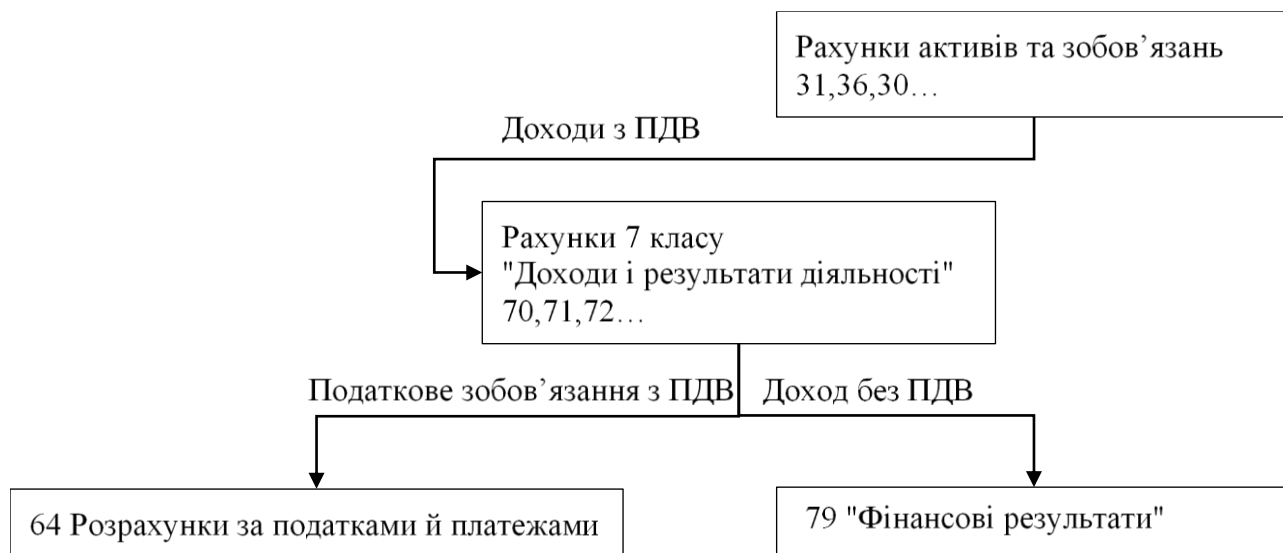 Рахунки активів та зобов’язань
31,36,30…
Доходи з ПДВ
Рахунки 7 класу
"Доходи і результати діяльності"
70,71,72…
Податкове зобов’язання з ПДВ
Доход без ПДВ
64 Розрахунки за податками й платежами
79 "Фінансові результати"